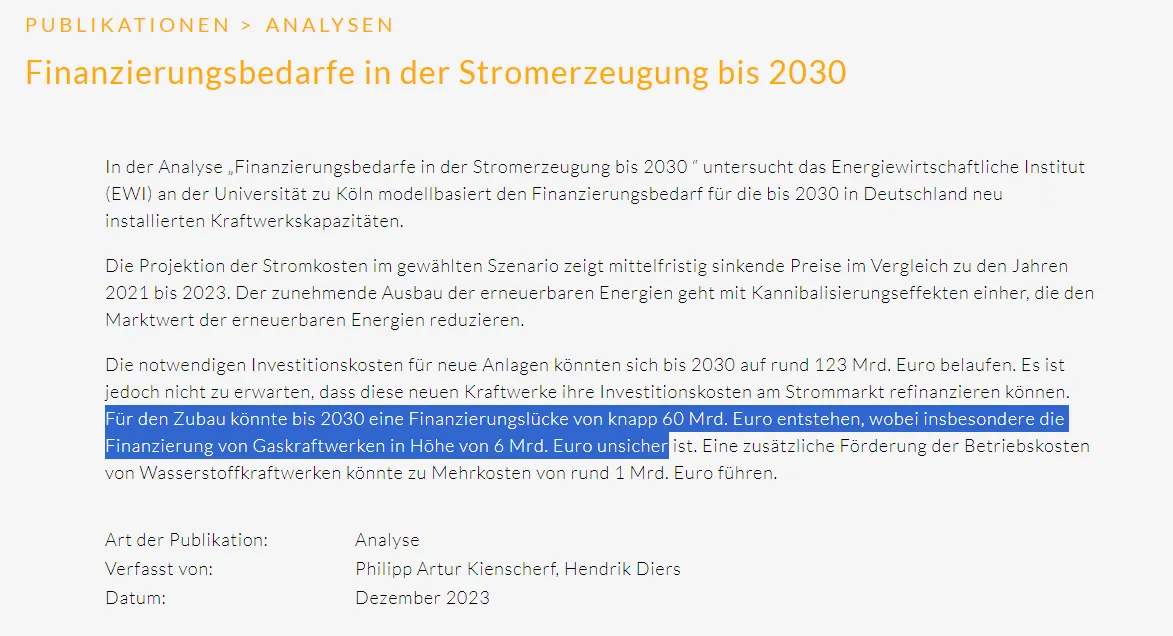 PUBLIKATIONEN > ANALYSEN
Finanzierungsbedarfe in der Stromerzeugung bis 2030
In der Analyse „Finanzierungsbedarfe in der Stromerzeugung bis 2030 “ untersucht das Energiewirtschaftliche Institut
(EWI) an der Universität zu Köln modellbasiert den Finanzierungsbedarf für die bis 2030 in Deutschland neu
installierten Kraftwerkskapazitäten.
Die Projektion der Stromkosten im gewählten Szenario zeigt mittelfristig sinkende Preise im Vergleich zu den Jahren
2021 bis 2023. Der zunehmende Ausbau der erneuerbaren Energien geht mit Kannibalisierungseffekten einher, die den
Marktwert der erneuerbaren Energien reduzieren.
Die notwendigen Investitionskosten für neue Anlagen könnten sich bis 2030 auf rund 123 Mrd. Euro belaufen. Es ist
jedoch nicht zu erwarten, dass diese neuen Kraftwerke ihre Investitionskosten am Strommarkt refinanzieren können.
Für den Zubau könnte bis 2030 eine Finanzierungslücke von knapp 60 Mrd. Euro entstehen, wobei insbesondere die
Finanzierung von Gaskraftwerken in Höhe von 6 Mrd. Euro unsicher ist. Eine zusätzliche Förderung der Betriebskosten
von Wasserstoffkraftwerken könnte zu Mehrkosten von rund 1 Mrd. Euro führen.
Art der Publikation: Analyse
Verfasst von: Philipp Artur Kienscherf, Hendrik Diers
Datum: Dezember 2023